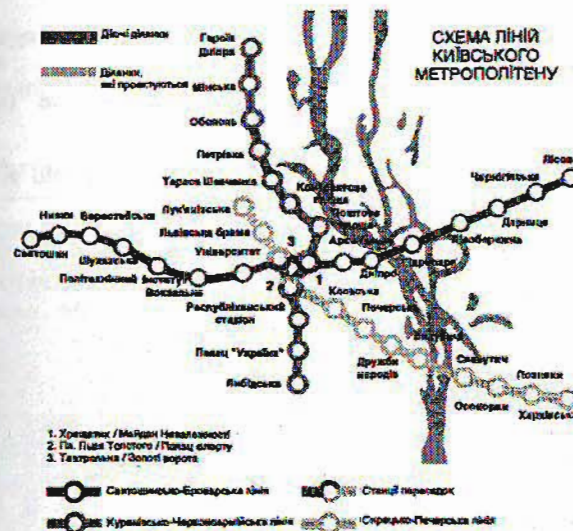 СХЕМА ЛІНІЙ
КИЇВСЬКОГО
МЕТРОПОЛІТЕНУ
Діючі ділянки
Ділянки,
які проектуються
Героїв
Дніпра
Мінська
Оболонь
Петрівка
Тараса Шевченка
Контрактова
площа
Поштова
площа
Лук'янівська
Львівська брама
Університет
Нивки
Берестейська
Святошин
Шулявська
Політехнічний інститут
Вокзальна
3
2
1
Дніпро
Лівобережна
Дарниця
Чернігівська
Лісова
Республіканський
стадіон
Палац "Україна"
Либідська
Кловська
Печерська
Дружби
народів
Видубичі
Славутич
Осокорки
Позняки
Харківська
1. Хрещатик / Майдан Незалежності
2. Пл. Льва Толстого / Палац спорту
3. Театральна / Золоті ворота
Святошинсько-Броварська лінія
Станції пересадок
Куренівсько-Червоноармійська лінія
Сирецько-Печерська лінія